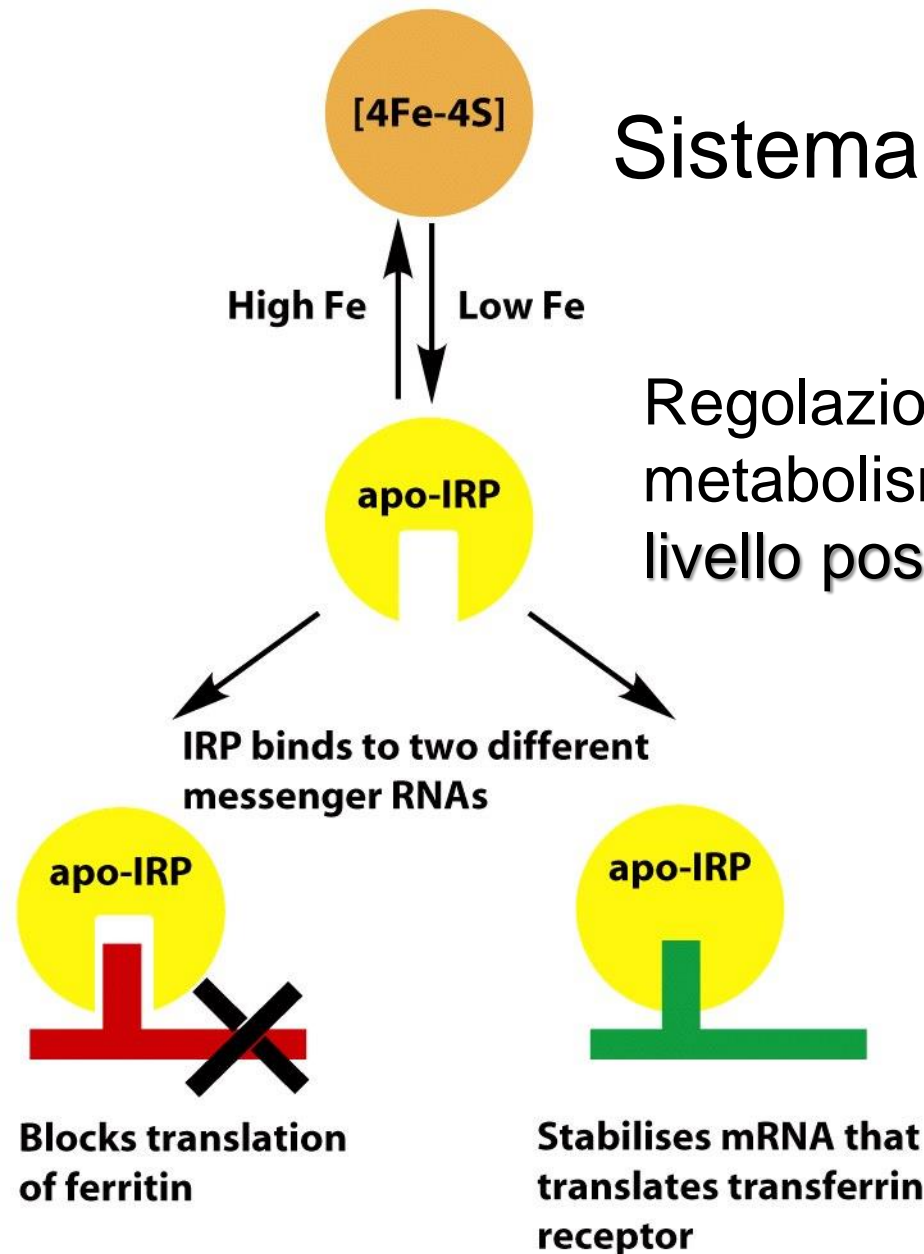 [4Fe-4S]
Sistema
High Fe
Low Fe
Regolazio
metabolism
livello pos
apo-IRP
IRP binds to two different
messenger RNAs
apo-IRP
apo-IRP
Blocks translation
of ferritin
Stabilises mRNA that
translates transferrin
receptor